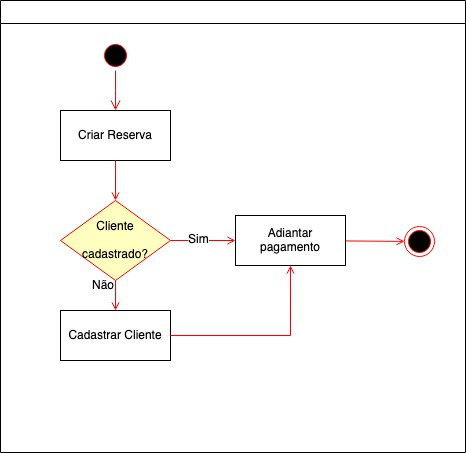 Criar Reserva
Cliente
cadastrado?
Sim
Adiantar
pagamento
Não
Cadastrar Cliente